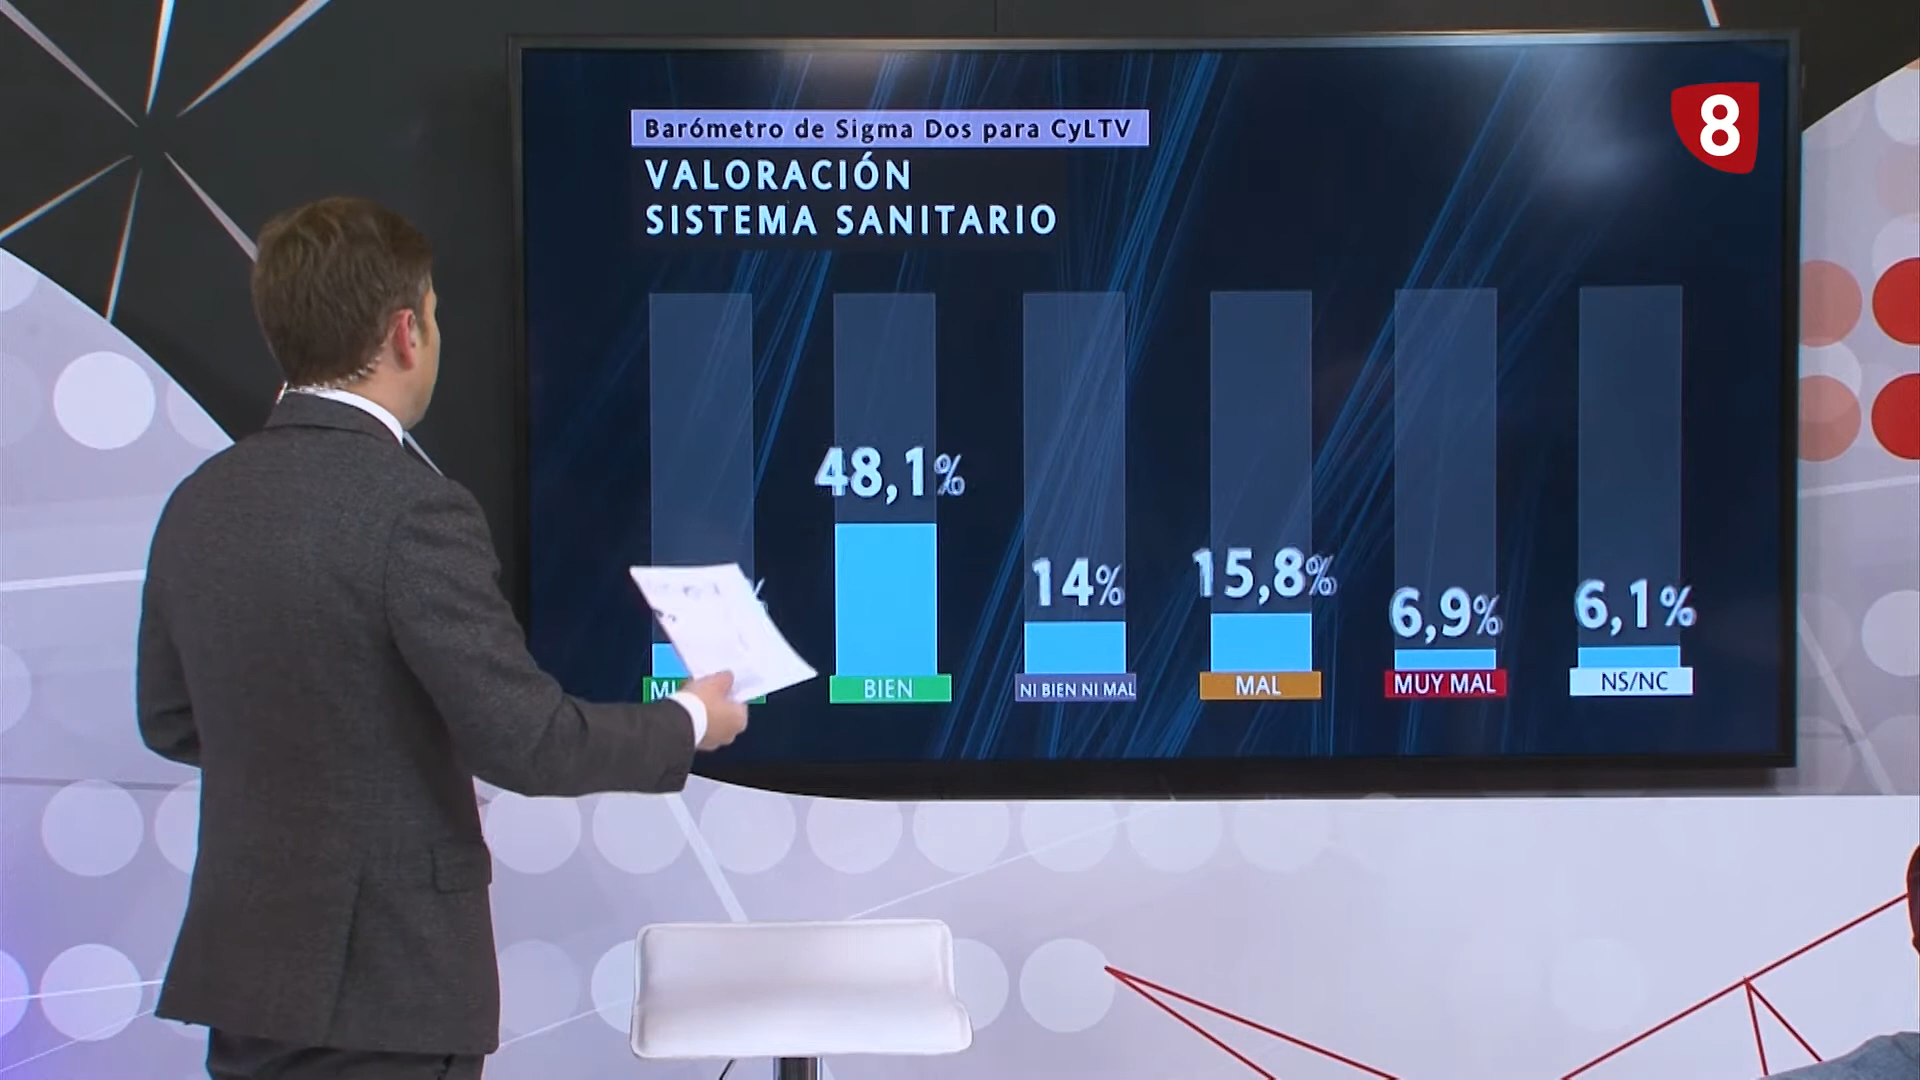 Barómetro de Sigma Dos para CyLTV
VALORACIÓN
SISTEMA SANITARIO
8
48,1%
14%
15,8%
6,9%
6,1%
BIEN
NI BIEN NI MAL
MAL
MUY MAL
NS/NC